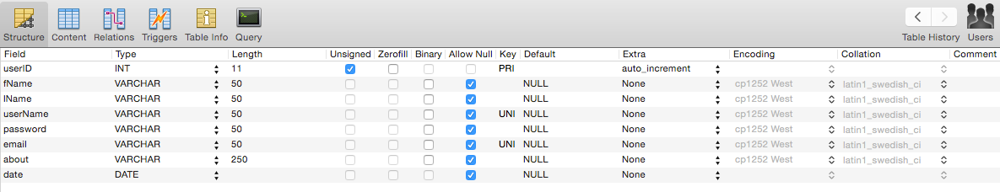 Structure Content Relations Triggers Table Info Query Table History Users
Field Type Length Unsigned Zerofill Binary Allow Null Key Default Extra Encoding Collation Comment
userID INT 11 PRI auto_increment
fName VARCHAR 50 NULL None cp1252 West latin1_swedish_ci
lName VARCHAR 50 NULL None cp1252 West latin1_swedish_ci
userName VARCHAR 50 UNI NULL None cp1252 West latin1_swedish_ci
password VARCHAR 50 NULL None cp1252 West latin1_swedish_ci
email VARCHAR 50 UNI NULL None cp1252 West latin1_swedish_ci
about VARCHAR 250 NULL None cp1252 West latin1_swedish_ci
date DATE NULL None